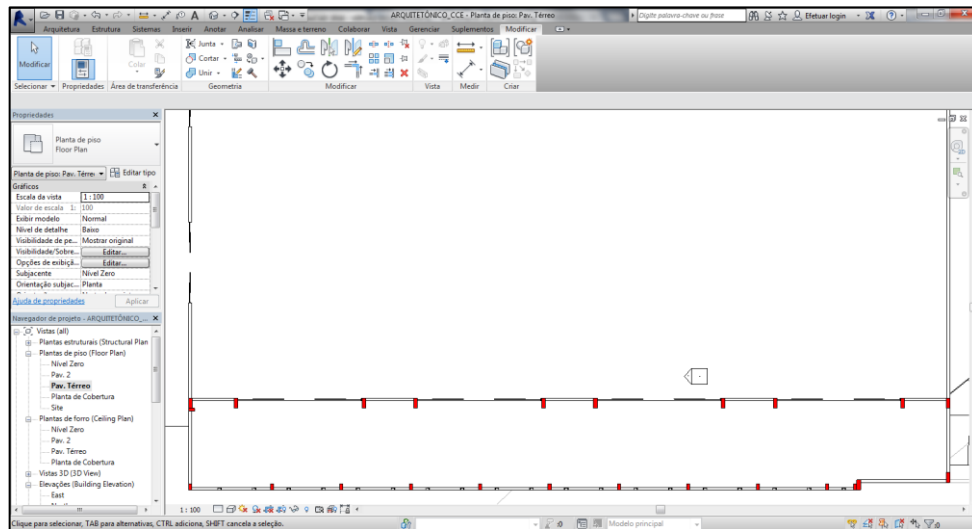 ARQUITETÔNICO_CCE - Planta de piso: Pav. Térreo
Digite palavra-chave ou frase
Efetuar login
Arquitetura Estrutura Sistemas Inserir Anotar Analisar Massa e terreno Colaborar Vista Gerenciar Suplementos Modificar
Modificar
Colar
Junta
Cortar
Unir
Selecionar Propriedades Área de transferência Geometria Modificar Vista Medir Criar
Propriedades
Planta de piso
Floor Plan
Planta de piso: Pav. Térre Editar tipo
Gráficos
Escala da vista 1 : 100
Valor de escala 1: 100
Exibir modelo Normal
Nível de detalhe Baixo
Visibilidade de pe... Mostrar original
Visibilidade/Sobre... Editar...
Opções de exibiçã... Editar...
Subjacente Nível Zero
Orientação subjac... Planta
Ajuda de propriedades Aplicar
Navegador de projeto - ARQUITETÔNICO_...
Vistas (all)
Plantas estruturais (Structural Plan
Plantas de piso (Floor Plan)
Nível Zero
Pav. 2
Pav. Térreo
Planta de Cobertura
Site
Plantas de forro (Ceiling Plan)
Nível Zero
Pav. 2
Pav. Térreo
Planta de Cobertura
Vistas 3D (3D View)
Elevações (Building Elevation)
East
1 : 100
Clique para selecionar, TAB para alternativas, CTRL adiciona, SHIFT cancela a seleção.
:0
Modelo principal
:0